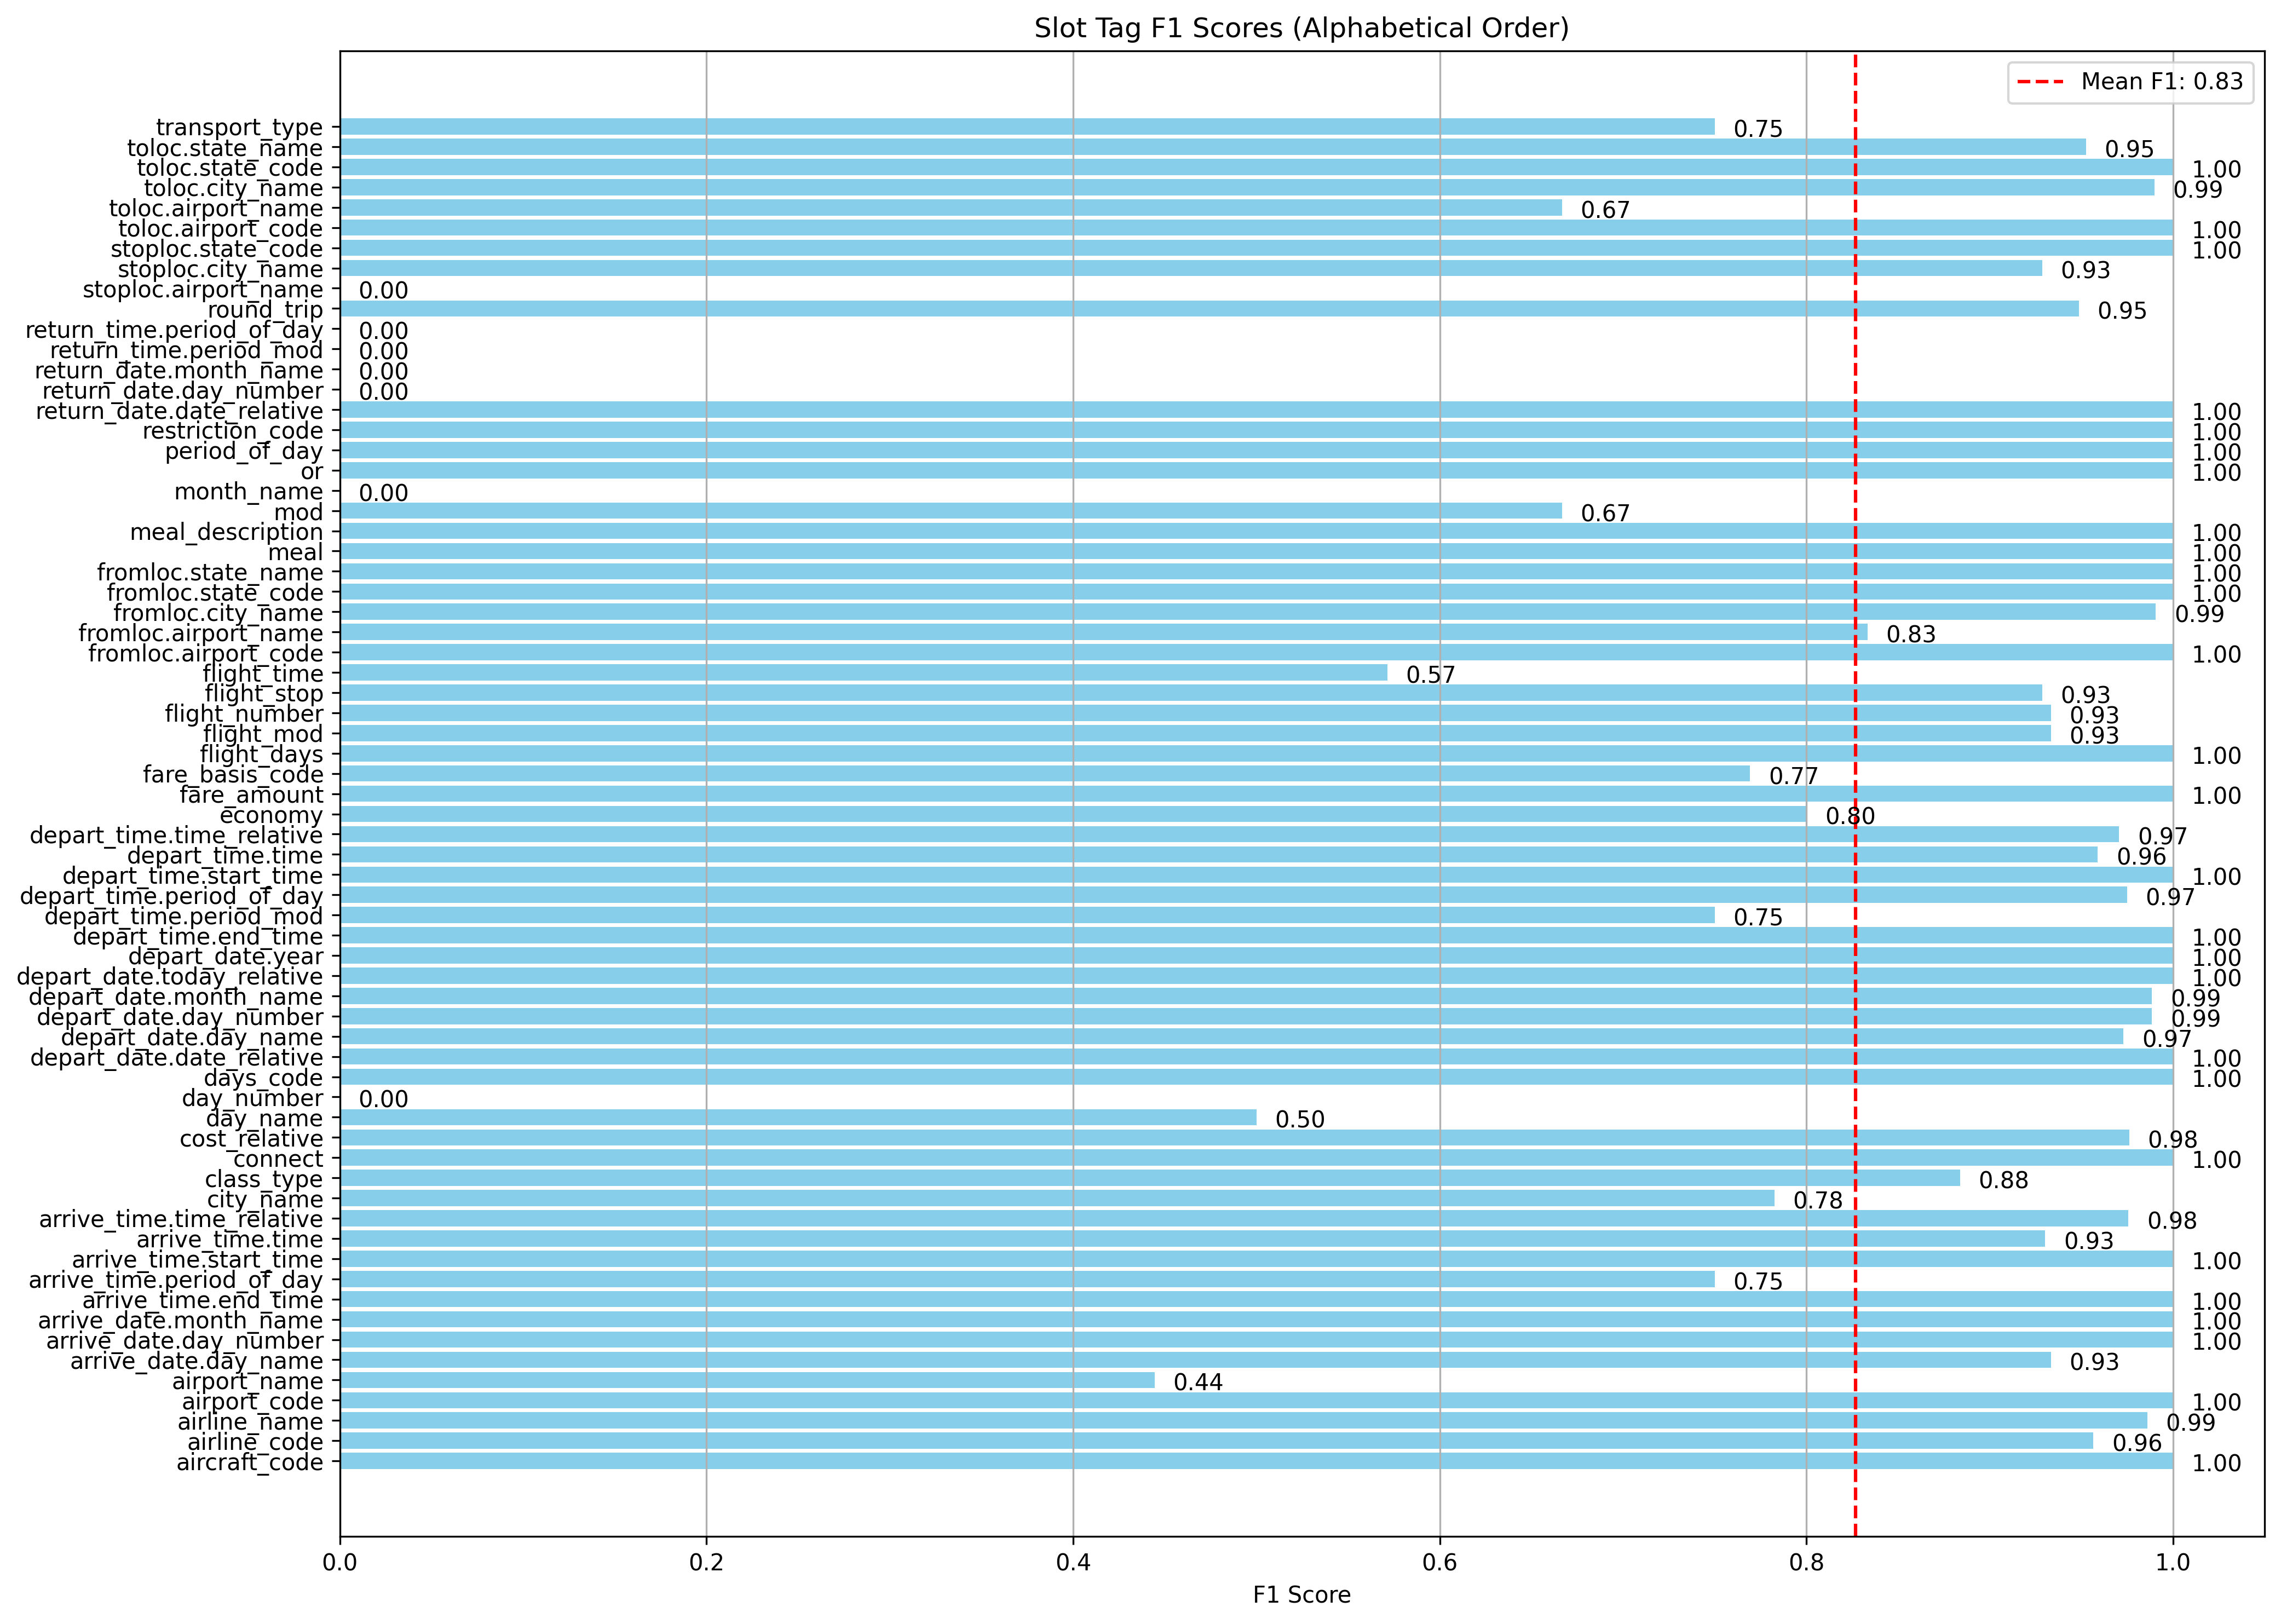 Slot Tag F1 Scores (Alphabetical Order)
Mean F1: 0.83
transport_type 0.75
toloc.state_name 0.95
toloc.state_code 1.00
toloc.city_name 0.99
toloc.airport_name 0.67
toloc.airport_code 1.00
stoploc.state_code 1.00
stoploc.city_name 0.93
stoploc.airport_name 0.00
round_trip 0.95
return_time.period_of_day 0.00
return_time.period_mod 0.00
return_date.month_name 0.00
return_date.day_number 0.00
return_date.date_relative 1.00
restriction_code 1.00
period_of_day 1.00
or 1.00
month_name 0.00
mod 0.67
meal_description 1.00
meal 1.00
fromloc.state_name 1.00
fromloc.state_code 1.00
fromloc.city_name 0.99
fromloc.airport_name 0.83
fromloc.airport_code 1.00
flight_time 0.57
flight_stop 0.93
flight_number 0.93
flight_mod 0.93
flight_days 1.00
fare_basis_code 0.77
fare_amount 1.00
economy 0.80
depart_time.time_relative 0.97
depart_time.time 0.96
depart_time.start_time 1.00
depart_time.period_of_day 0.97
depart_time.period_mod 0.75
depart_time.end_time 1.00
depart_date.year 1.00
depart_date.today_relative 1.00
depart_date.month_name 0.99
depart_date.day_number 0.99
depart_date.day_name 0.97
depart_date.date_relative 1.00
days_code 1.00
day_number 0.00
day_name 0.50
cost_relative 0.98
connect 1.00
class_type 0.88
city_name 0.78
arrive_time.time_relative 0.98
arrive_time.time 0.93
arrive_time.start_time 1.00
arrive_time.period_of_day 0.75
arrive_time.end_time 1.00
arrive_date.month_name 1.00
arrive_date.day_number 1.00
arrive_date.day_name 0.93
airport_name 0.44
airport_code 1.00
airline_name 0.99
airline_code 0.96
aircraft_code 1.00
0.0 0.2 0.4 0.6 0.8 1.0
F1 Score